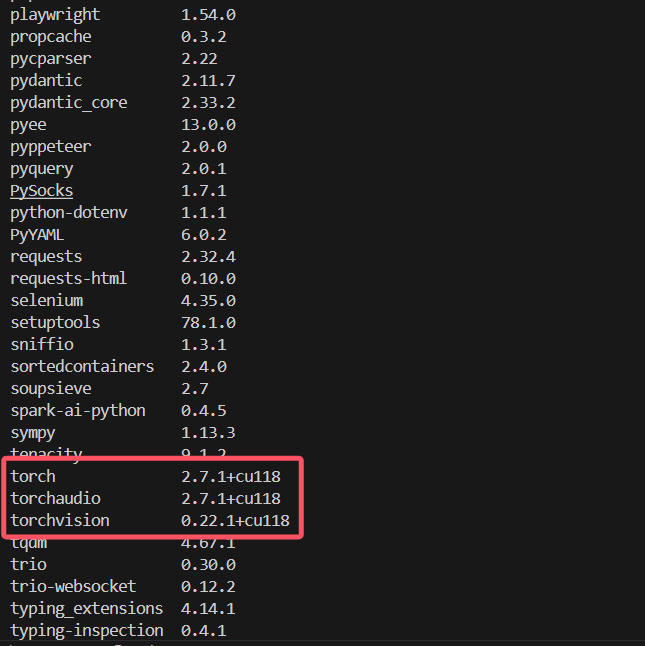 playwright 1.54.0
propcache 0.3.2
pycparser 2.22
pydantic 2.11.7
pydantic_core 2.33.2
pyee 13.0.0
pyppeteer 2.0.0
pyquery 2.0.1
PySocks 1.7.1
python-dotenv 1.1.1
PyYAML 6.0.2
requests 2.32.4
requests-html 0.10.0
selenium 4.35.0
setuptools 78.1.0
sniffio 1.3.1
sortedcontainers 2.4.0
soupsieve 2.7
spark-ai-python 0.4.5
sympy 1.13.3
tenacity 9.1.2
torch 2.7.1+cu118
torchaudio 2.7.1+cu118
torchvision 0.22.1+cu118
tqdm 4.67.1
trio 0.30.0
trio-websocket 0.12.2
typing_extensions 4.14.1
typing-inspection 0.4.1